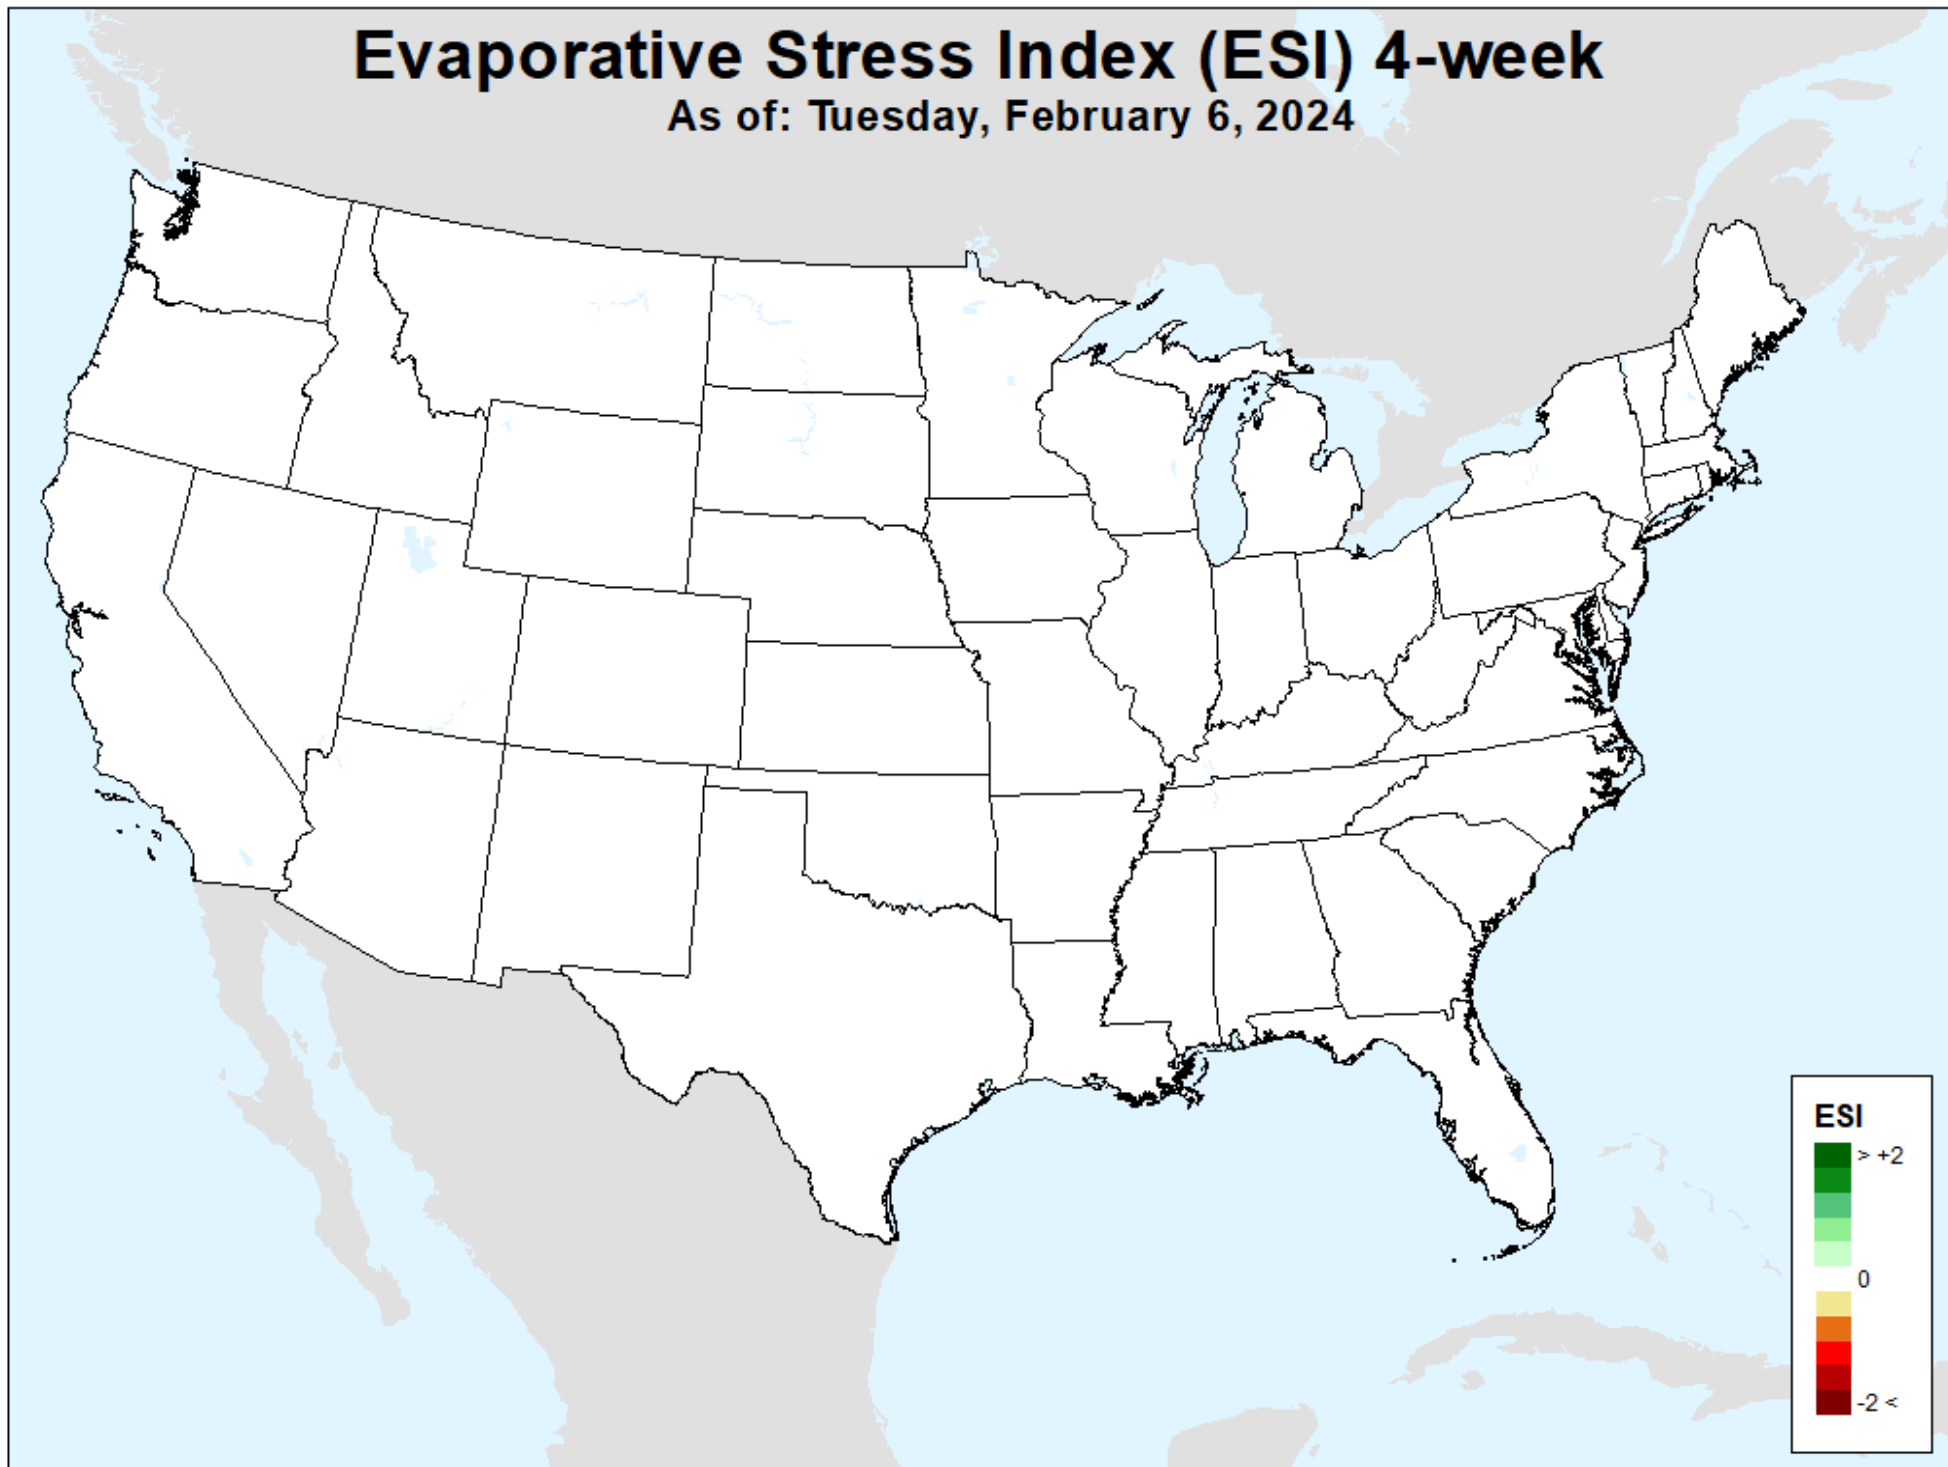 Evaporative Stress Index (ESI) 4-week
As of: Tuesday, February 6, 2024
ESI
> +2
0
-2 <